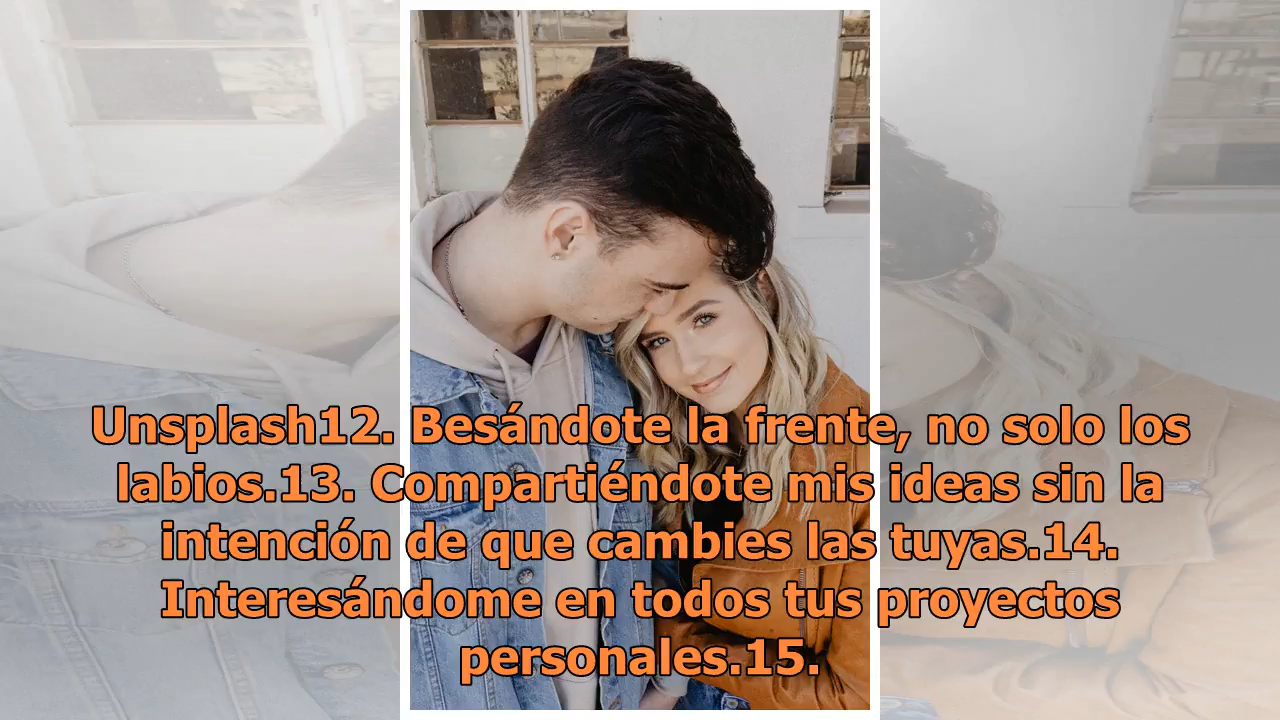 Unsplash12. Besándote la frente, no solo los
labios.13. Compartiéndote mis ideas sin la
intención de que cambies las tuyas.14.
Interesándome en todos tus proyectos
personales.15.